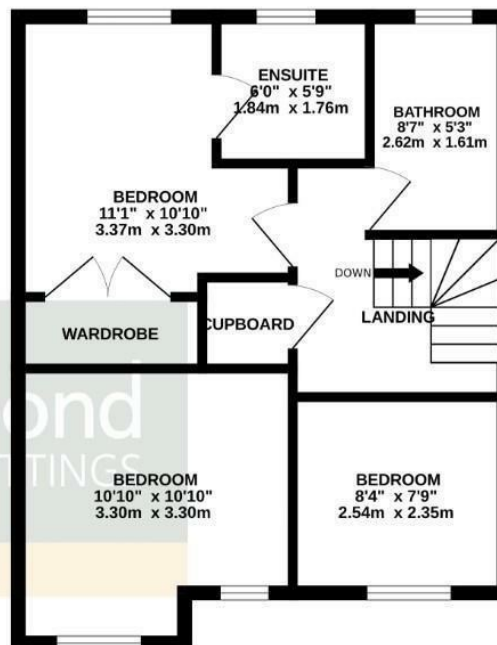 ENSUITE
6'0" x 5'9"
1.84m x 1.76m
BATHROOM
8'7" x 5'3"
2.62m x 1.61m
BEDROOM
11'1" x 10'10"
3.37m x 3.30m
DOWN
LANDING
WARDROBE
CUPBOARD
ond
TTINGS
BEDROOM
10'10" x 10'10"
3.30m x 3.30m
BEDROOM
8'4" x 7'9"
2.54m x 2.35m